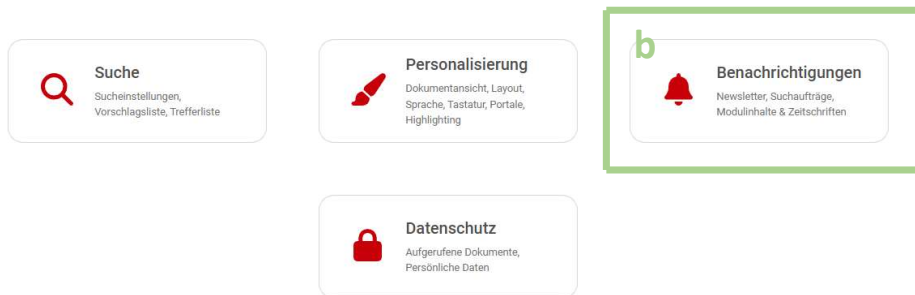 Suche
Sucheinstellungen,
Vorschlagsliste, Trefferliste
Personalisierung
Dokumentansicht, Layout,
Sprache, Tastatur, Portale,
Highlighting
b
Benachrichtigungen
Newsletter, Suchaufträge,
Modulinhalte & Zeitschriften
Datenschutz
Aufgerufene Dokumente,
Persönliche Daten